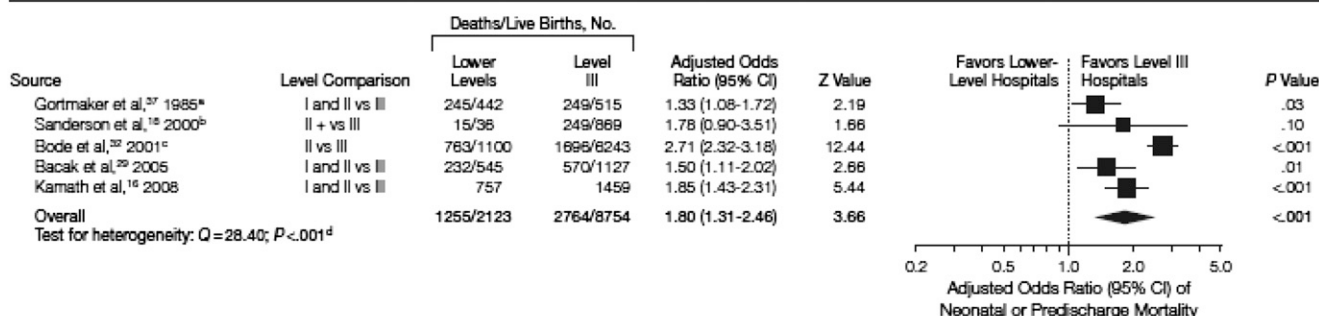 Deaths/Live Births, No.
Source Level Comparison Lower Levels Level III Adjusted Odds Ratio (95% CI) Z Value Favors Lower-Level Hospitals Favors Level III Hospitals P Value
Gortmaker et al,37 1985a I and II vs III 245/442 249/515 1.33 (1.08-1.72) 2.19 .03
Sanderson et al,18 2000b II + vs III 15/36 249/869 1.78 (0.90-3.51) 1.66 .10
Bode et al,32 2001c II vs III 763/1100 1696/6243 2.71 (2.32-3.18) 12.44 <.001
Bacak et al,29 2005 I and II vs III 232/545 570/1127 1.50 (1.11-2.02) 2.66 .01
Kamath et al,16 2008 I and II vs III 757 1459 1.85 (1.43-2.31) 5.44 <.001
Overall 1255/2123 2764/8754 1.80 (1.31-2.46) 3.66 <.001
Test for heterogeneity: Q=28.40; P<.001d
0.2 0.5 1.0 2.0 5.0
Adjusted Odds Ratio (95% CI) of
Neonatal or Predischarge Mortality